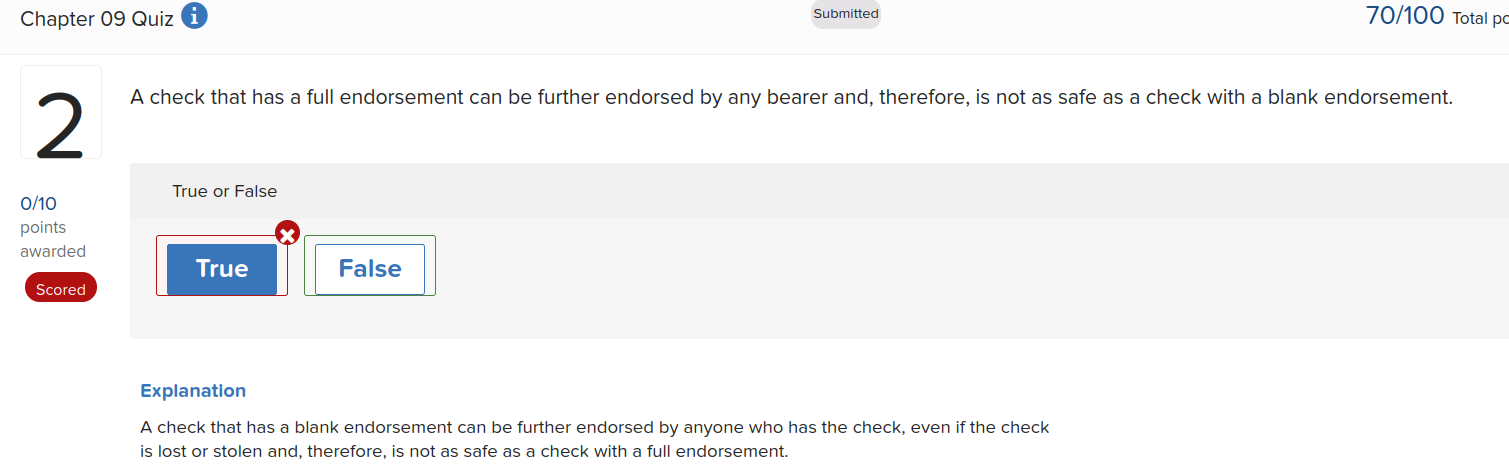 Chapter 09 Quiz i
Submitted
70/100 Total po
2
A check that has a full endorsement can be further endorsed by any bearer and, therefore, is not as safe as a check with a blank endorsement.
0/10
points
awarded
Scored
True or False
True
False
Explanation
A check that has a blank endorsement can be further endorsed by anyone who has the check, even if the check
is lost or stolen and, therefore, is not as safe as a check with a full endorsement.